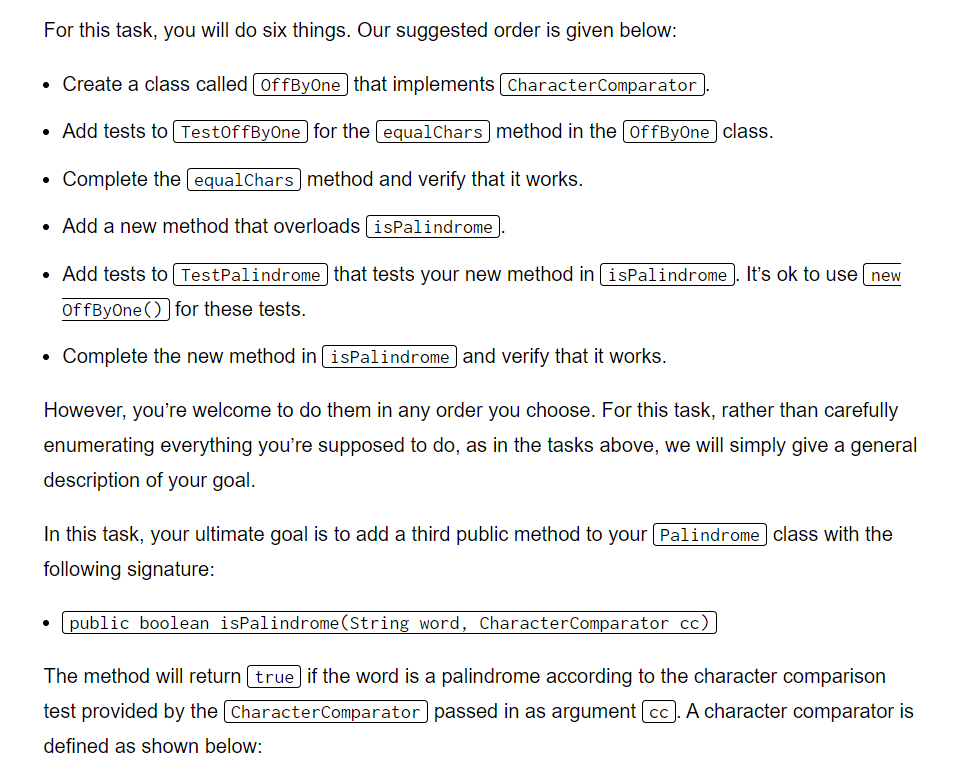 For this task, you will do six things. Our suggested order is given below:
• Create a class called OffByOne that implements CharacterComparator.
• Add tests to TestOffByOne for the equalChars method in the OffByOne class.
• Complete the equalChars method and verify that it works.
• Add a new method that overloads isPalindrome.
• Add tests to TestPalindrome that tests your new method in isPalindrome. It’s ok to use new
OffByOne() for these tests.
• Complete the new method in isPalindrome and verify that it works.
However, you’re welcome to do them in any order you choose. For this task, rather than carefully
enumerating everything you’re supposed to do, as in the tasks above, we will simply give a general
description of your goal.
In this task, your ultimate goal is to add a third public method to your Palindrome class with the
following signature:
• public boolean isPalindrome(String word, CharacterComparator cc)
The method will return true if the word is a palindrome according to the character comparison
test provided by the CharacterComparator passed in as argument cc. A character comparator is
defined as shown below: